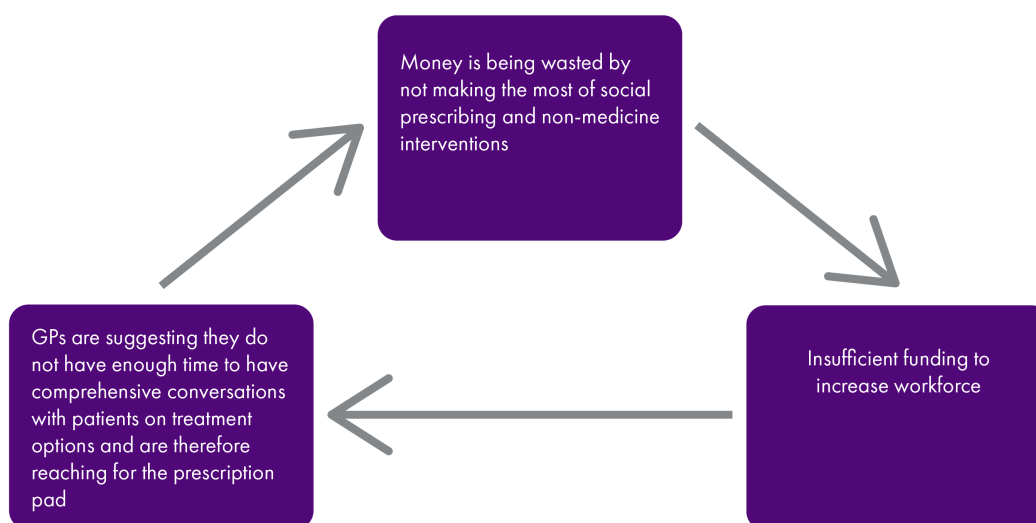 Money is being wasted by
not making the most of social
prescribing and non-medicine
interventions
GPs are suggesting they do
not have enough time to have
comprehensive conversations
with patients on treatment
options and are therefore
reaching for the prescription
pad
Insufficient funding to
increase workforce